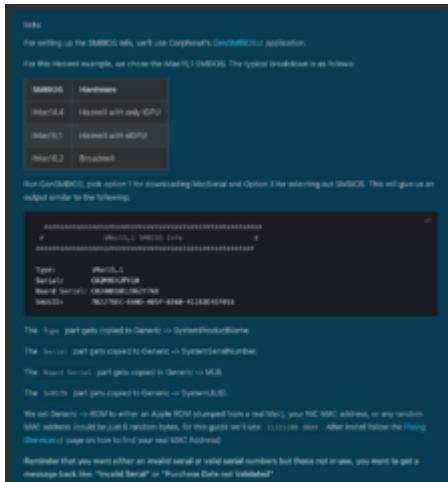 Info
For setting up the SMBIOS info, we'll use CorpNewt's GenSMBIOS application.
For this Haswell example, we chose the iMac15,1 SMBIOS. The typical breakdown is as follows:
SMBIOS Hardware
iMac14,4 Haswell with only iGPU
iMac15,1 Haswell with dGPU
iMac16,2 Broadwell
Run GenSMBIOS, pick option 1 for downloading MacSerial and Option 3 for selecting out SMBIOS. This will give us an
output similar to the following:
# iMac15,1 SMBIOS Info #
Type: iMac15,1
Serial:
Board Serial:
SmUUID:
The Type part gets copied to Generic -> SystemProductName.
The Serial part gets copied to Generic -> SystemSerialNumber.
The Board Serial part gets copied to Generic -> MLB.
The SmUUID part gets copied to Generic -> SystemUUID.
We set Generic -> ROM to either an Apple ROM (dumped from a real Mac), your NIC MAC address, or any random
MAC address (could be just 6 random bytes, for this guide we'll use 11223300 0000 . After install follow the Fixing
iServices page on how to find your real MAC Address)
Reminder that you want either an invalid serial or valid serial numbers but those not in use, you want to get a
message back like: "Invalid Serial" or "Purchase Date not Validated"